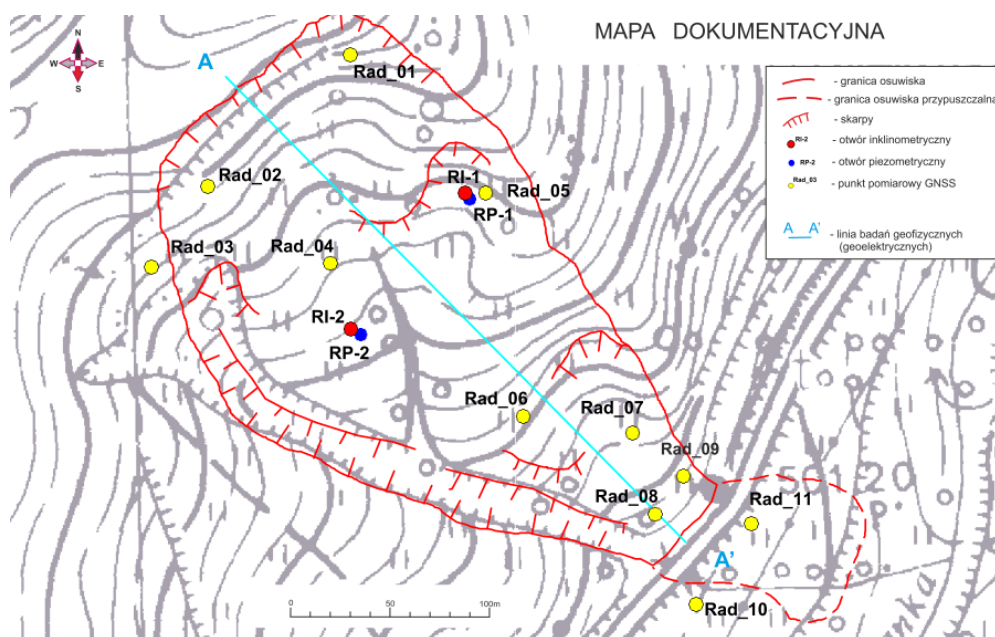 MAPA DOKUMENTACYJNA
N
W E
S
A
Rad_01
- granica osuwiska
- granica osuwiska przypuszczalna
- skarpy
RI-2 - otwór inklinometryczny
RP-2 - otwór piezometryczny
Rad_03 - punkt pomiarowy GNSS
A A' - linia badań geofizycznych
(geoelektrycznych)
Rad_02
RI-1
Rad_05
RP-1
Rad_03
Rad_04
RI-2
RP-2
Rad_06
Rad_07
Rad_09
Rad_08
Rad_11
A'
Rad_10
0 50 100m